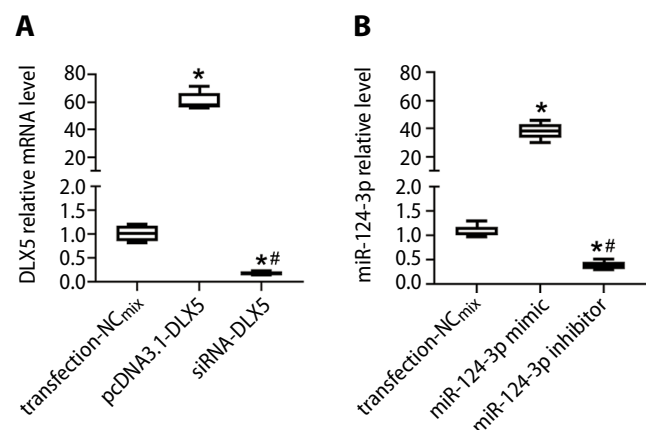 A
DLX5 relative mRNA level
80
60
40
20
2.0
1.5
1.0
0.5
0.0
*
*#
transfection-NCmix
pcDNA3.1-DLX5
siRNA-DLX5
B
miR-124-3p relative level
80
60
40
20
2.0
1.5
1.0
0.5
0.0
*
*#
transfection-NCmix
miR-124-3p mimic
miR-124-3p inhibitor